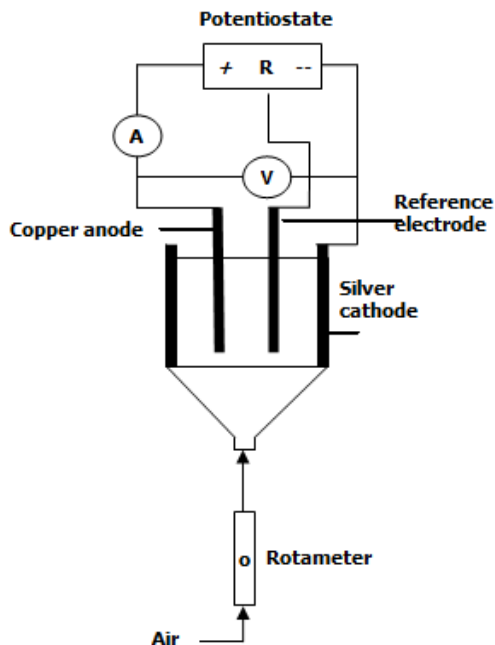 Potentiostate
+ R --
A
V
Copper anode
Reference
electrode
Silver
cathode
o
Rotameter
Air